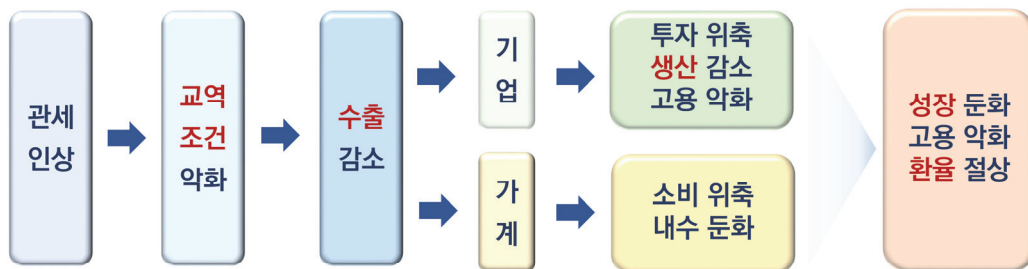 관세
인상
교역
조건
악화
수출
감소
기
업
투자 위축
생산 감소
고용 악화
가
계
소비 위축
내수 둔화
성장 둔화
고용 악화
환율 절상